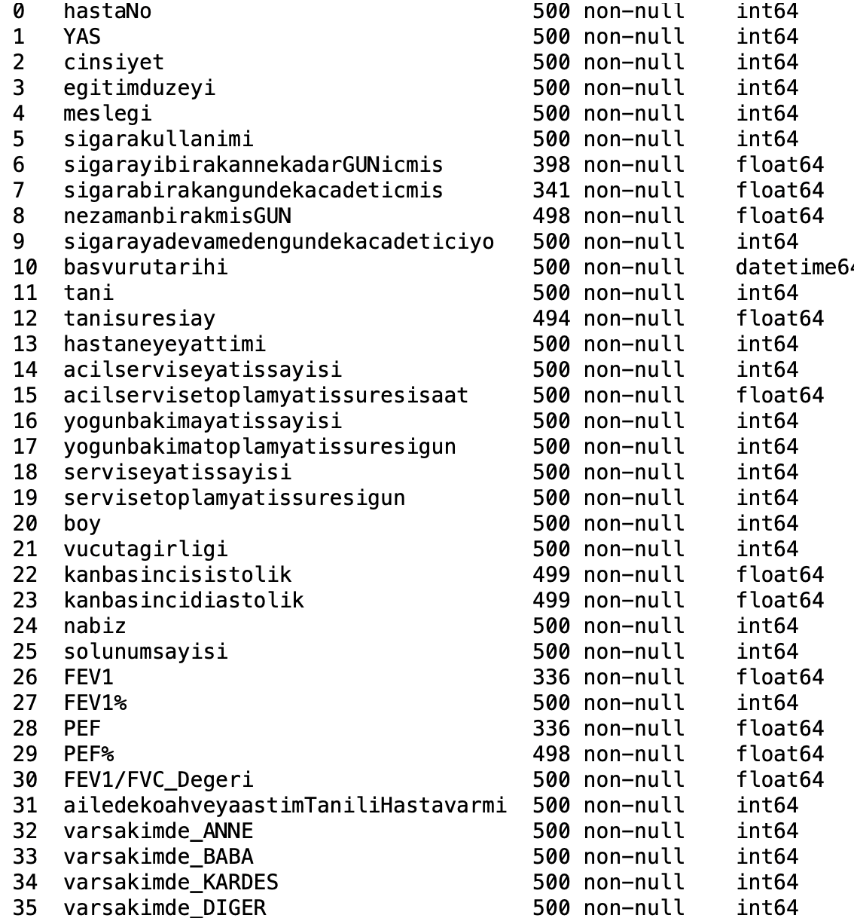 0 hastaNo 500 non-null int64
1 YAS 500 non-null int64
2 cinsiyet 500 non-null int64
3 egitimduzeyi 500 non-null int64
4 meslegi 500 non-null int64
5 sigarakullanimi 500 non-null int64
6 sigarayibirakannekadarGUNicmis 398 non-null float64
7 sigarabirakangundekacadeticmis 341 non-null float64
8 nezamanbirakmisGUN 498 non-null float64
9 sigarayadevamedengundekacadeticiyo 500 non-null int64
10 basvurutarihi 500 non-null datetime64
11 tani 500 non-null int64
12 tanisuresiay 494 non-null float64
13 hastaneyeyattimi 500 non-null int64
14 acilserviseyatissayisi 500 non-null int64
15 acilservisetoplamyatissuresisaat 500 non-null float64
16 yogunbakimayatissayisi 500 non-null int64
17 yogunbakimatoplamyatissuresigun 500 non-null int64
18 serviseyatissayisi 500 non-null int64
19 servisetoplamyatissuresigun 500 non-null int64
20 boy 500 non-null int64
21 vucutagirligi 500 non-null int64
22 kanbasincisistolik 499 non-null float64
23 kanbasincidiastolik 499 non-null float64
24 nabiz 500 non-null int64
25 solunumsayisi 500 non-null int64
26 FEV1 336 non-null float64
27 FEV1% 500 non-null int64
28 PEF 336 non-null float64
29 PEF% 498 non-null float64
30 FEV1/FVC_Degeri 500 non-null float64
31 ailedekoahveyaastimTaniliHastavarmi 500 non-null int64
32 varsakimde_ANNE 500 non-null int64
33 varsakimde_BABA 500 non-null int64
34 varsakimde_KARDES 500 non-null int64
35 varsakimde_DIGER 500 non-null int64